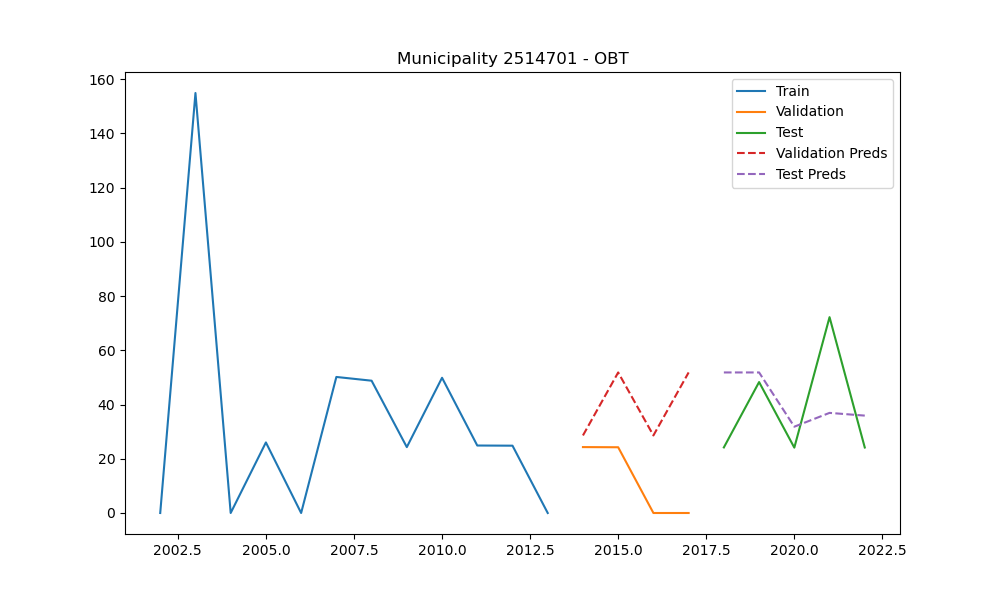 Municipality 2514701 - OBT
160
140
120
100
80
60
40
20
0
2002.5 2005.0 2007.5 2010.0 2012.5 2015.0 2017.5 2020.0 2022.5
Train
Validation
Test
Validation Preds
Test Preds